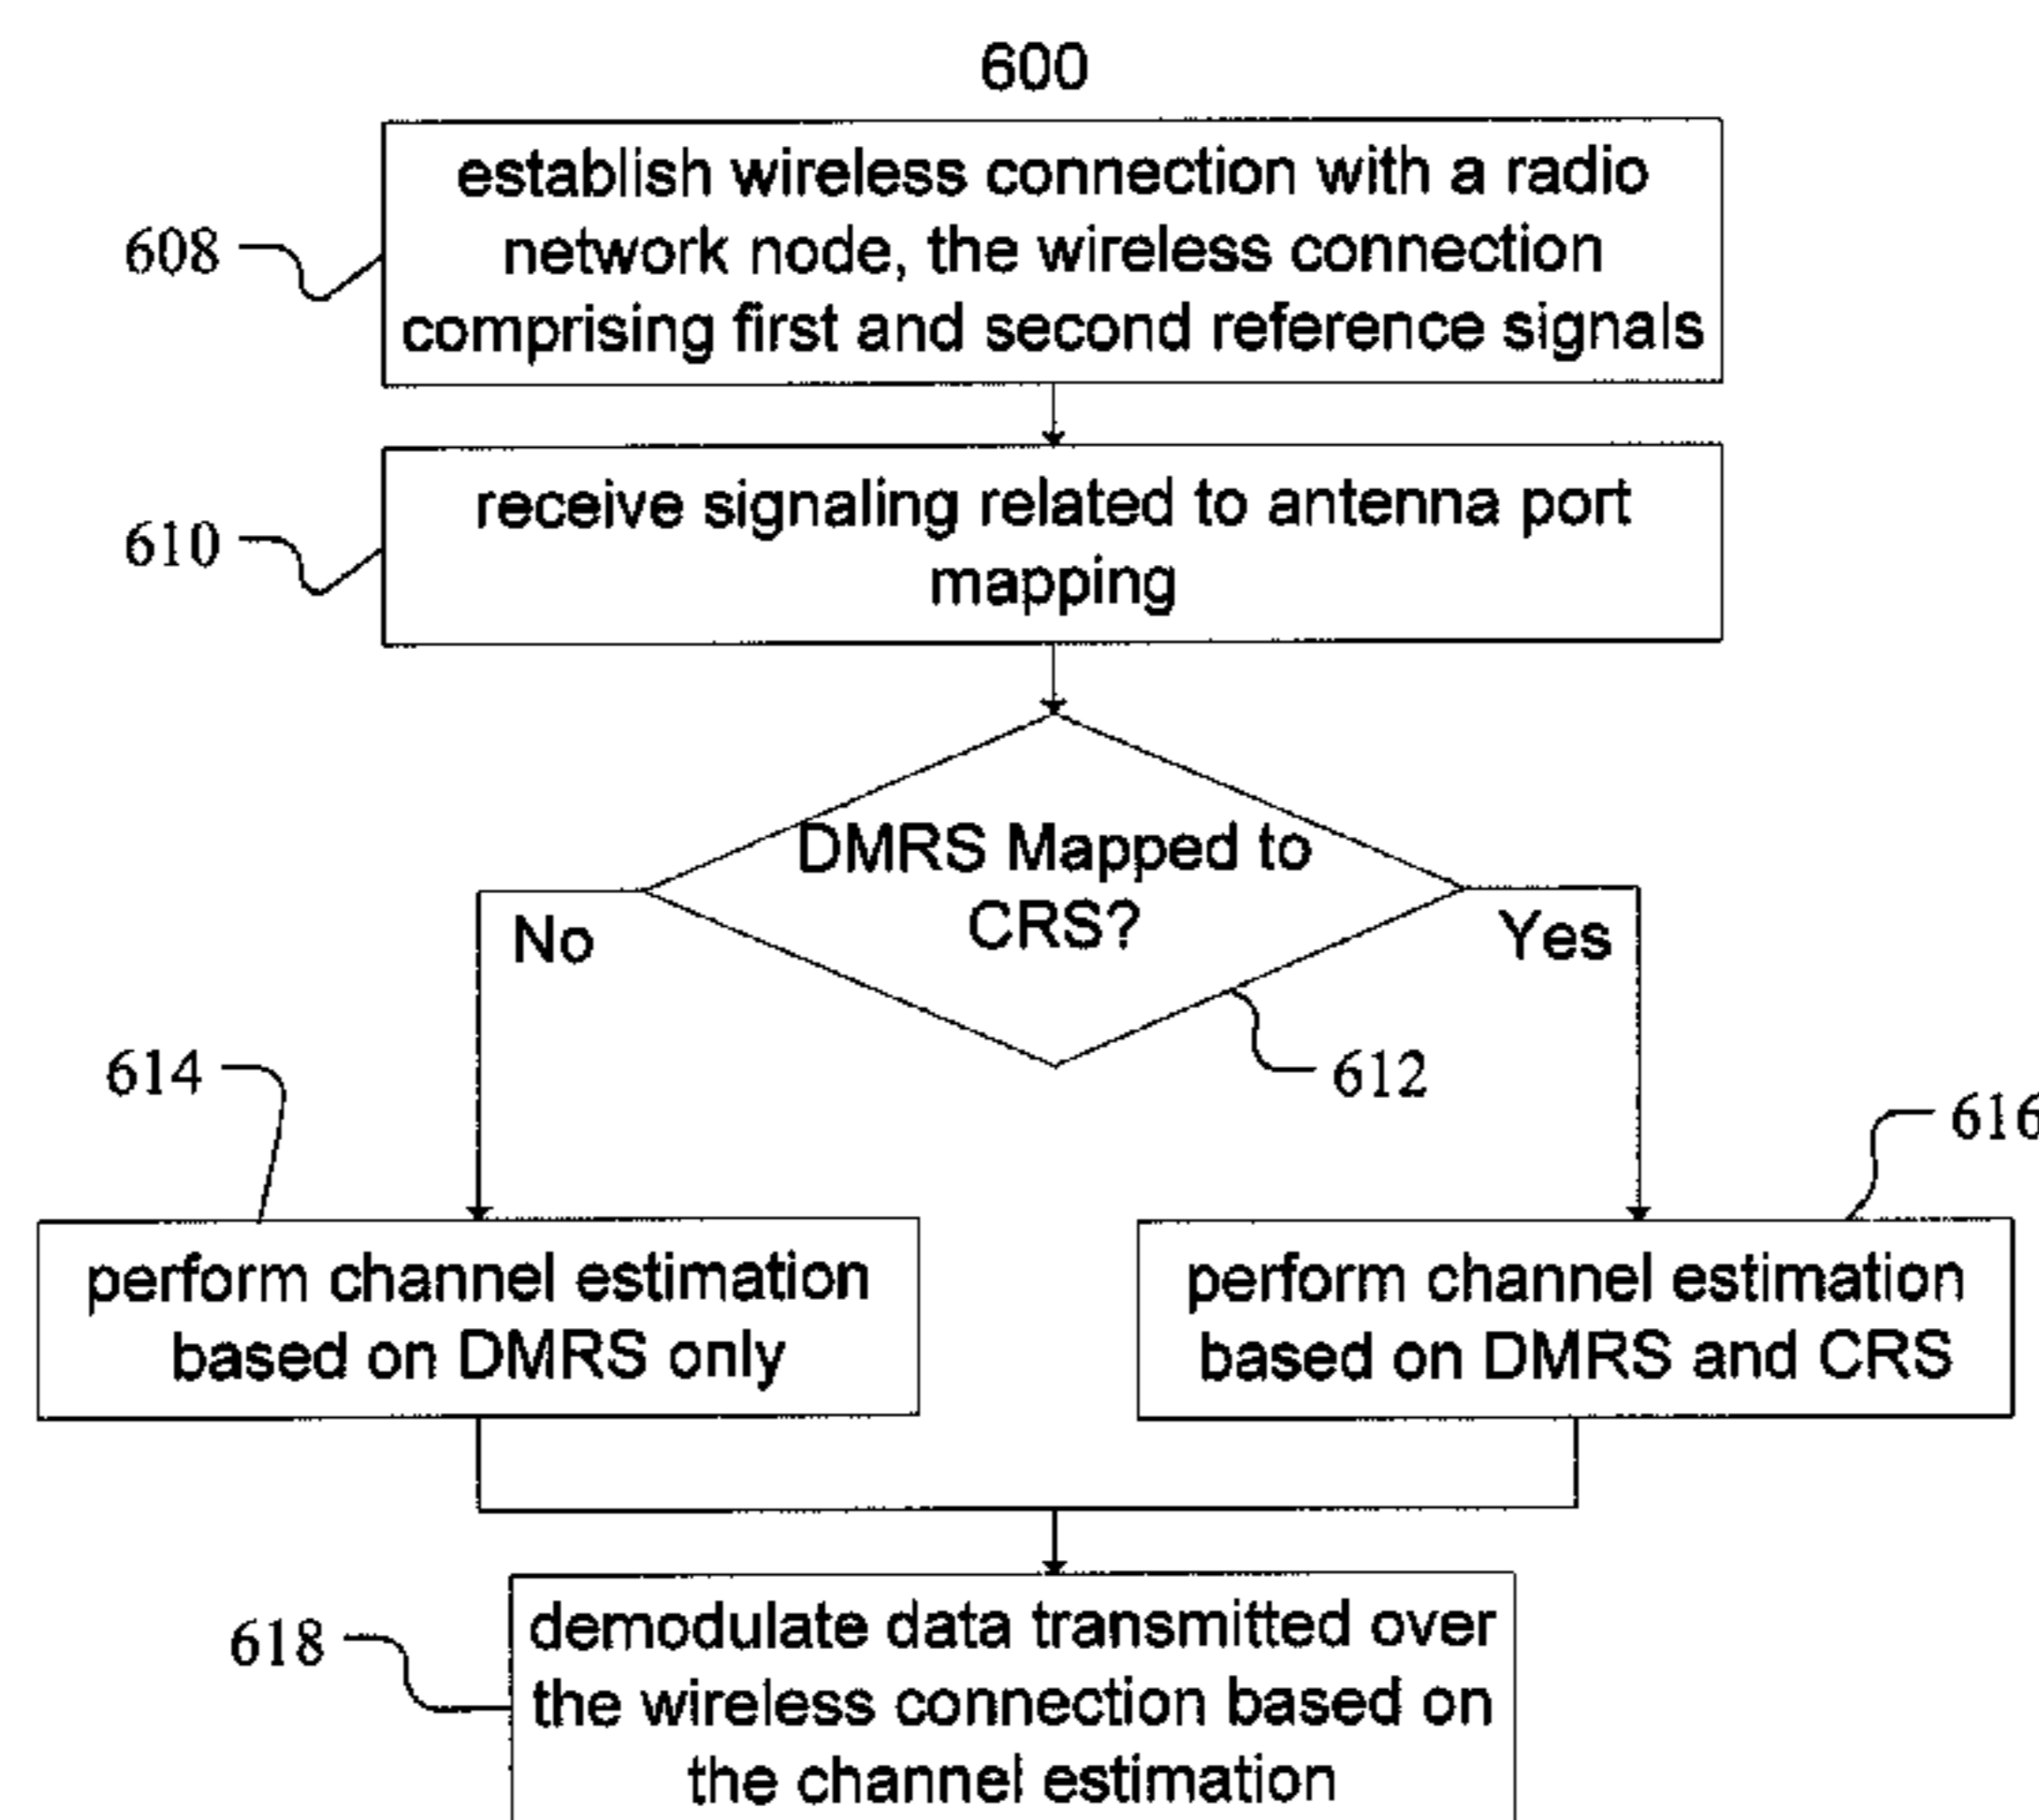 600
establish wireless connection with a radio
network node, the wireless connection
comprising first and second reference signals
608
receive signaling related to antenna port
mapping
610
DMRS Mapped to
CRS?
No
Yes
612
614
616
perform channel estimation
based on DMRS only
perform channel estimation
based on DMRS and CRS
618
demodulate data transmitted over
the wireless connection based on
the channel estimation